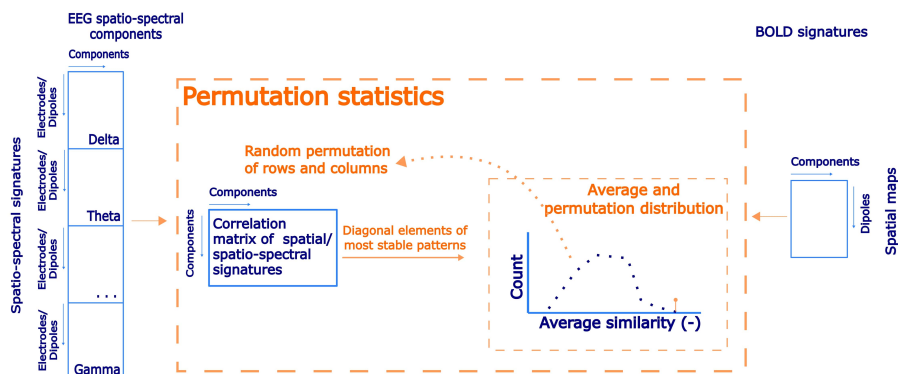 EEG spatio-spectral
components
Components
Electrodes/
Dipoles
Delta
Electrodes/
Dipoles
Theta
Electrodes/
Dipoles
...
Electrodes/
Dipoles
Gamma
Spatio-spectral signatures
Permutation statistics
Random permutation
of rows and columns
Components
Components
Correlation
matrix of spatial/
spatio-spectral
signatures
Diagonal elements of
most stable patterns
Average and
permutation distribution
Count
Average similarity (-)
BOLD signatures
Components
Dipoles
Spatial maps